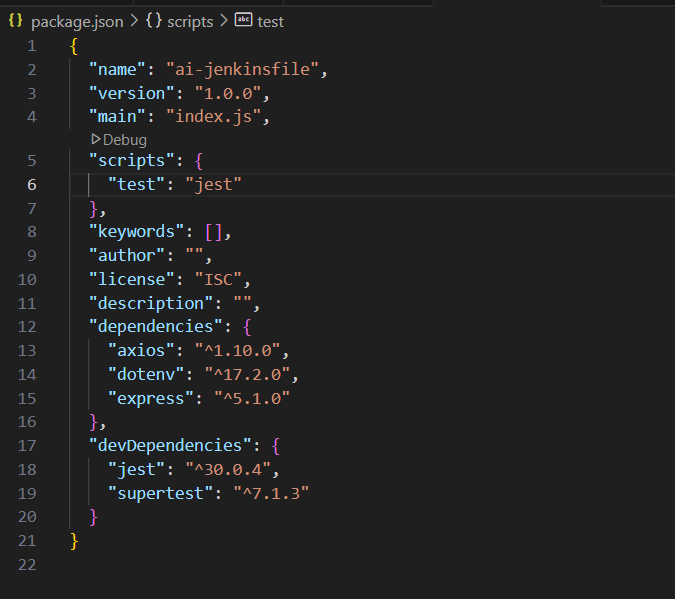 {} package.json > {} scripts > abc test
1 {
2 "name": "ai-jenkinsfile",
3 "version": "1.0.0",
4 "main": "index.js",
Debug
5 "scripts": {
6 "test": "jest"
7 },
8 "keywords": [],
9 "author": "",
10 "license": "ISC",
11 "description": "",
12 "dependencies": {
13 "axios": "^1.10.0",
14 "dotenv": "^17.2.0",
15 "express": "^5.1.0"
16 },
17 "devDependencies": {
18 "jest": "^30.0.4",
19 "supertest": "^7.1.3"
20 }
21 }
22